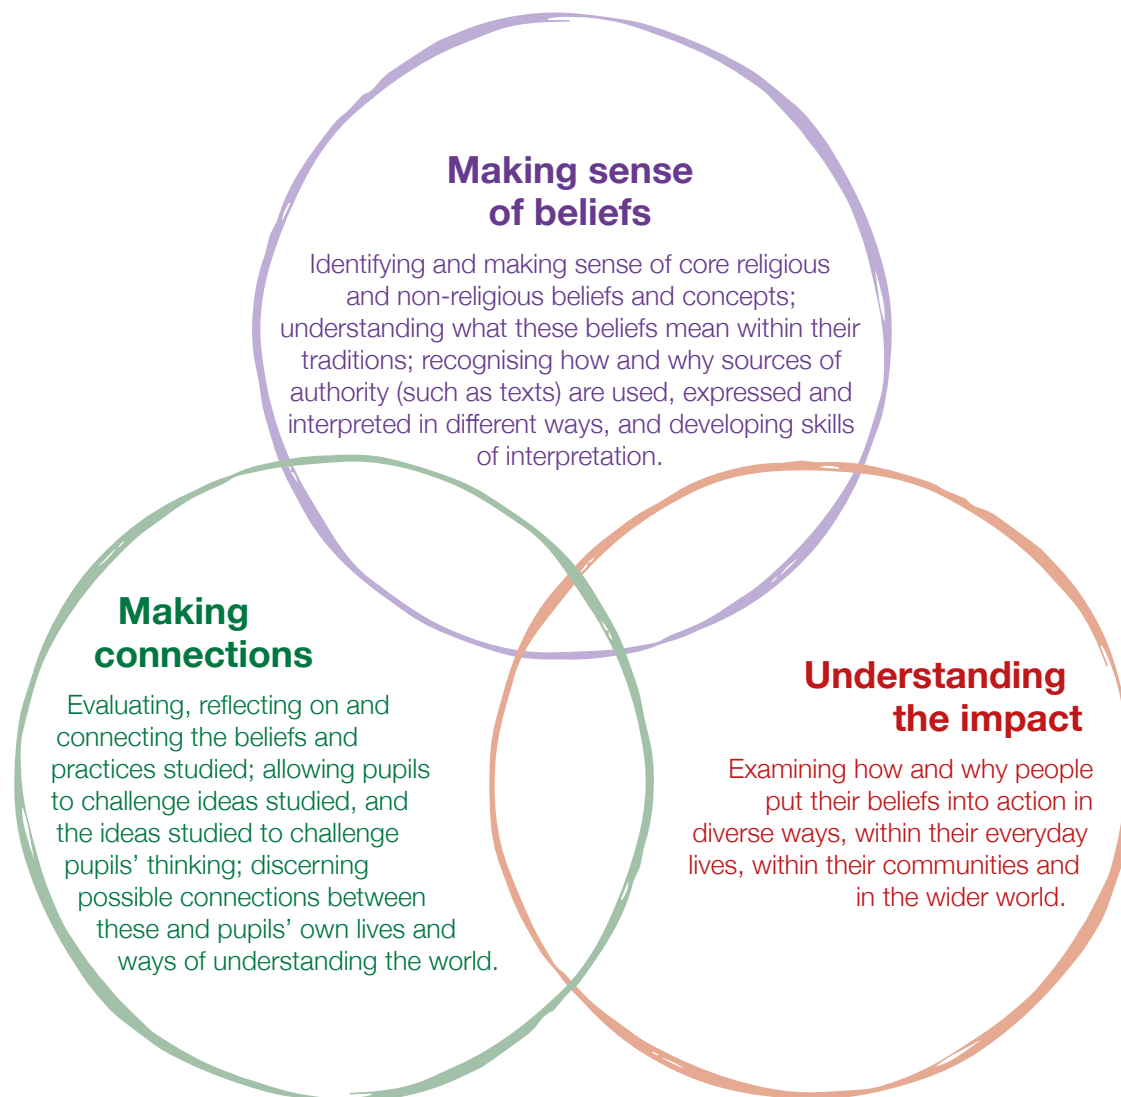 Making sense
of beliefs
Identifying and making sense of core religious
and non-religious beliefs and concepts;
understanding what these beliefs mean within their
traditions; recognising how and why sources of
authority (such as texts) are used, expressed and
interpreted in different ways, and developing skills
of interpretation.
Making
connections
Evaluating, reflecting on and
connecting the beliefs and
practices studied; allowing pupils
to challenge ideas studied, and
the ideas studied to challenge
pupils’ thinking; discerning
possible connections between
these and pupils’ own lives and
ways of understanding the world.
Understanding
the impact
Examining how and why people
put their beliefs into action in
diverse ways, within their everyday
lives, within their communities and
in the wider world.